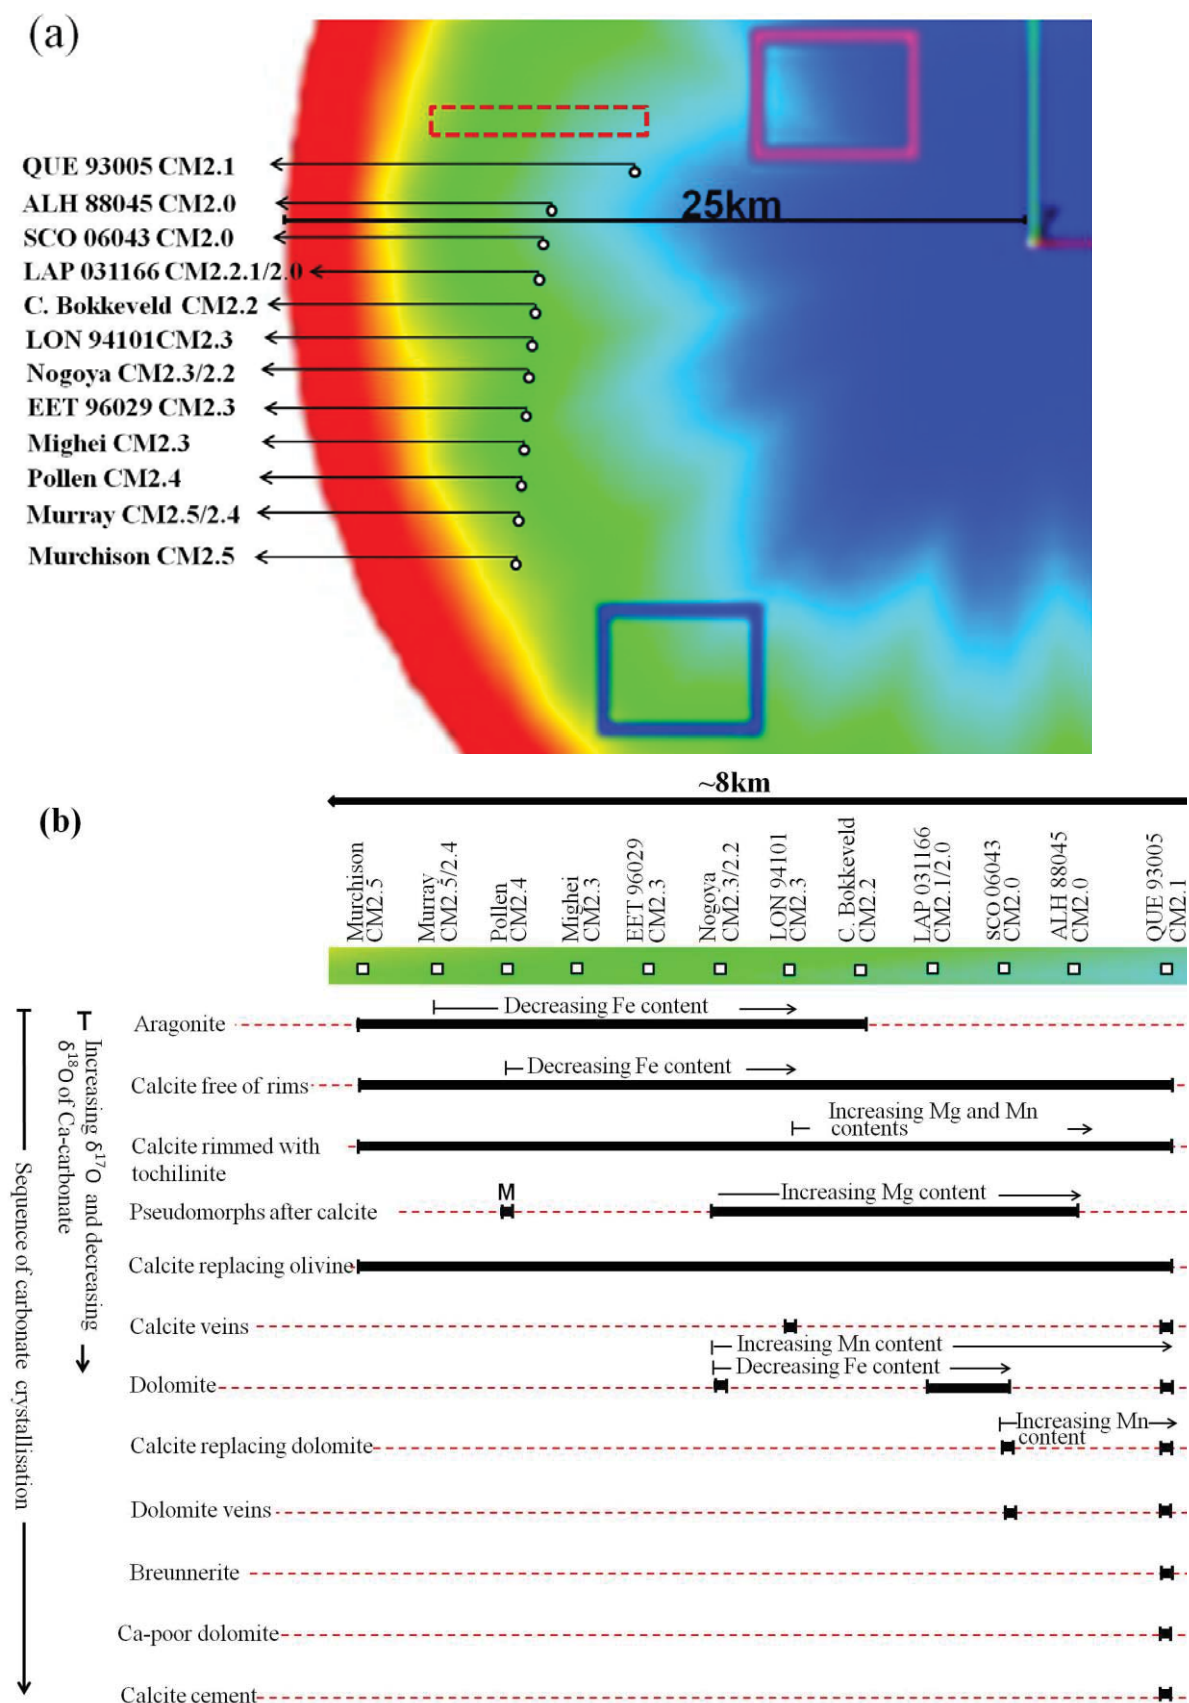 (a)
25km
QUE 93005 CM2.1
ALH 88045 CM2.0
SCO 06043 CM2.0
LAP 031166 CM2.2.1/2.0
C. Bokkeveld CM2.2
LON 94101CM2.3
Nogoya CM2.3/2.2
EET 96029 CM2.3
Mighei CM2.3
Pollen CM2.4
Murray CM2.5/2.4
Murchison CM2.5
~8km
(b)
Murchison
CM2.5
Murray
CM2.5/2.4
Pollen
CM2.4
Mighei
CM2.3
EET 96029
CM2.3
Nogoya
CM2.3/2.2
LON 94101
CM2.3
C. Bokkeveld
CM2.2
LAP 031166
CM2.1/2.0
SCO 06043
CM2.0
ALH 88045
CM2.0
QUE 93005
CM2.1
Sequence of carbonate crystallisation
Increasing δ¹⁷O and decreasing
δ¹⁸O of Ca-carbonate
Aragonite
Decreasing Fe content
Calcite free of rims
Decreasing Fe content
Increasing Mg and Mn
contents
Calcite rimmed with
tochilinite
Pseudomorphs after calcite
M
Increasing Mg content
Calcite replacing olivine
Calcite veins
Increasing Mn content
Decreasing Fe content
Dolomite
Increasing Mn
content
Calcite replacing dolomite
Dolomite veins
Breunnerite
Ca-poor dolomite
Calcite cement